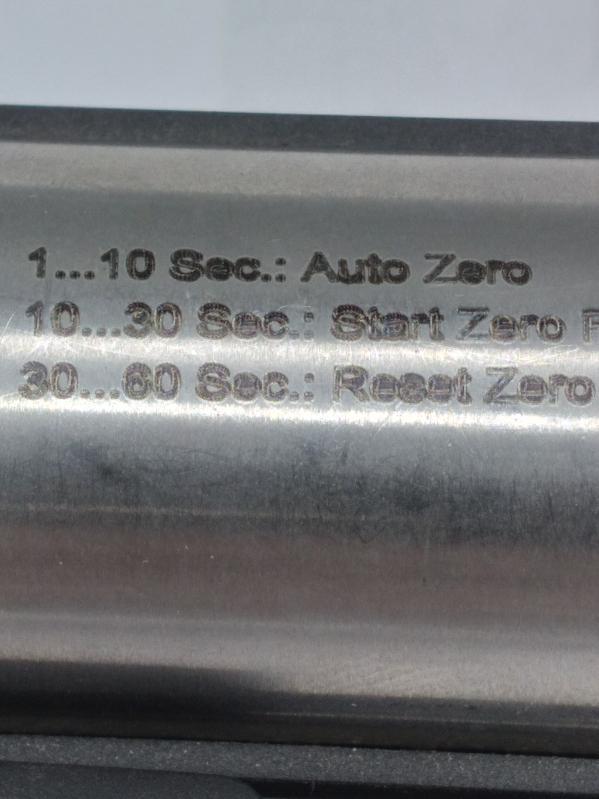 1...10 Sec.: Auto Zero
10...30 Sec.: Start Zero
30...60 Sec.: Reset Zero